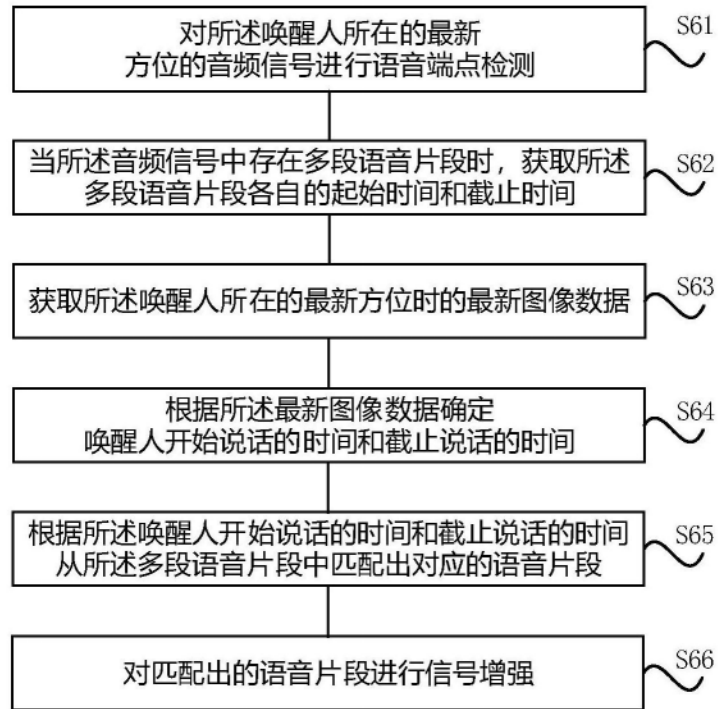 对所述唤醒人所在的最新
方位的音频信号进行语音端点检测
S61
当所述音频信号中存在多段语音片段时，获取所述
多段语音片段各自的起始时间和截止时间
S62
获取所述唤醒人所在的最新方位时的最新图像数据
S63
根据所述最新图像数据确定
唤醒人开始说话的时间和截止说话的时间
S64
根据所述唤醒人开始说话的时间和截止说话的时间
从所述多段语音片段中匹配出对应的语音片段
S65
对匹配出的语音片段进行信号增强
S66